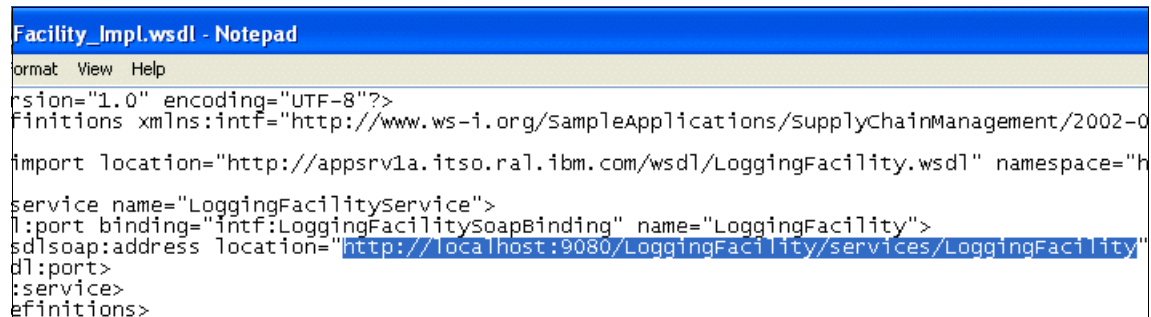 Facility_Impl.wsdl - Notepad
ormat View Help
rsion="1.0" encoding="UTF-8"?>
finitions xmlns:intf="http://www.ws-i.org/SampleApplications/SupplyChainManagement/2002-0
import location="http://appsrv1a.itso.ral.ibm.com/wsdl/LoggingFacility.wsdl" namespace="h
service name="LoggingFacilityService">
l:port binding="intf:LoggingFacilitySoapBinding" name="LoggingFacility">
sdlsoap:address location="http://localhost:9080/LoggingFacility/services/LoggingFacility"
dl:port>
:service>
efinitions>